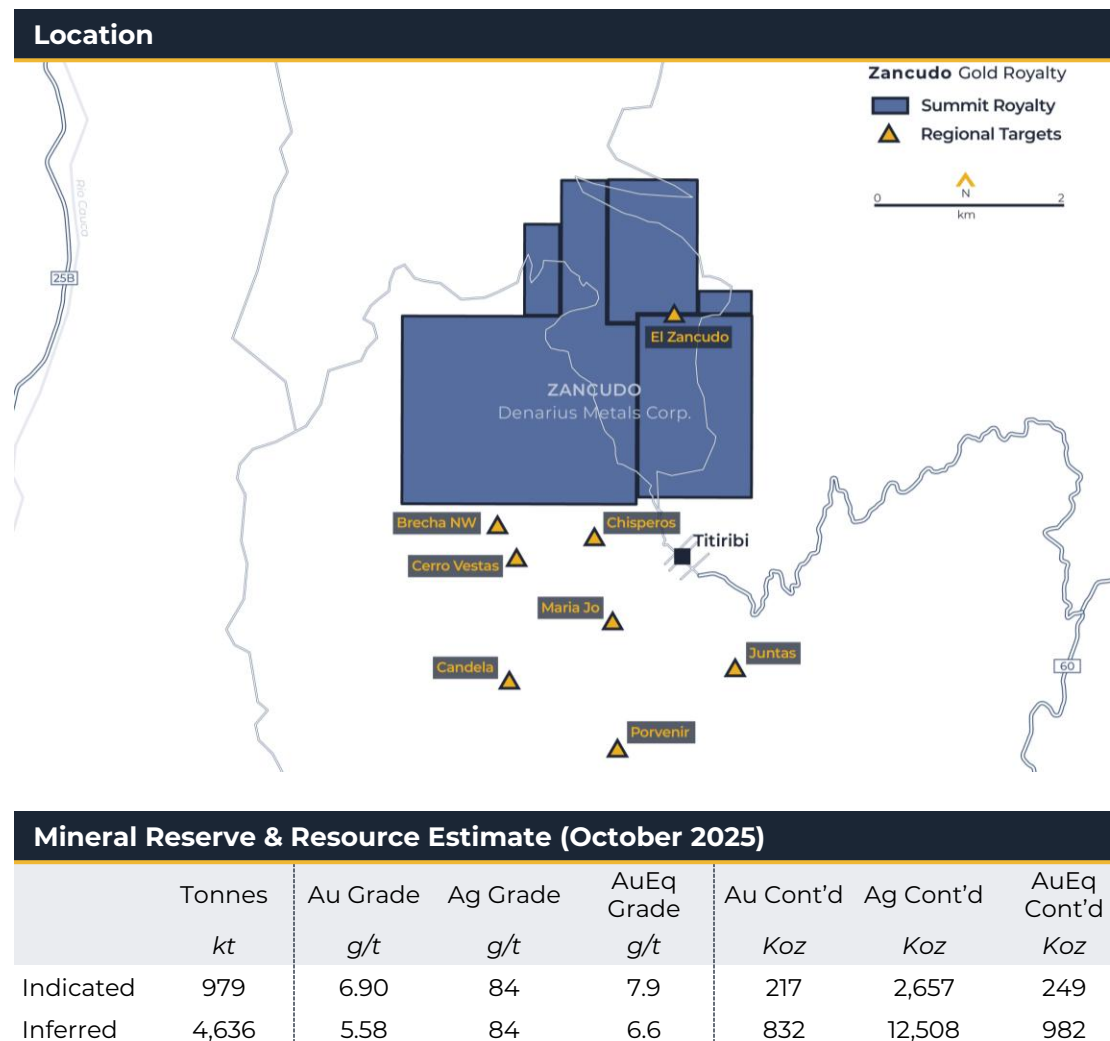 Location
Zancudo Gold Royalty
Summit Royalty
Regional Targets
N
0 2
km
Río Cauca
25B
El Zancudo
ZANCUDO
Denarius Metals Corp.
Brecha NW
Chisperos
Titiribi
Cerro Vestas
Maria Jo
Juntas
Candela
60
Porvenir
Mineral Reserve & Resource Estimate (October 2025)
Tonnes Au Grade Ag Grade AuEq Grade Au Cont’d Ag Cont’d AuEq Cont’d
kt g/t g/t g/t Koz Koz Koz
Indicated 979 6.90 84 7.9 217 2,657 249
Inferred 4,636 5.58 84 6.6 832 12,508 982